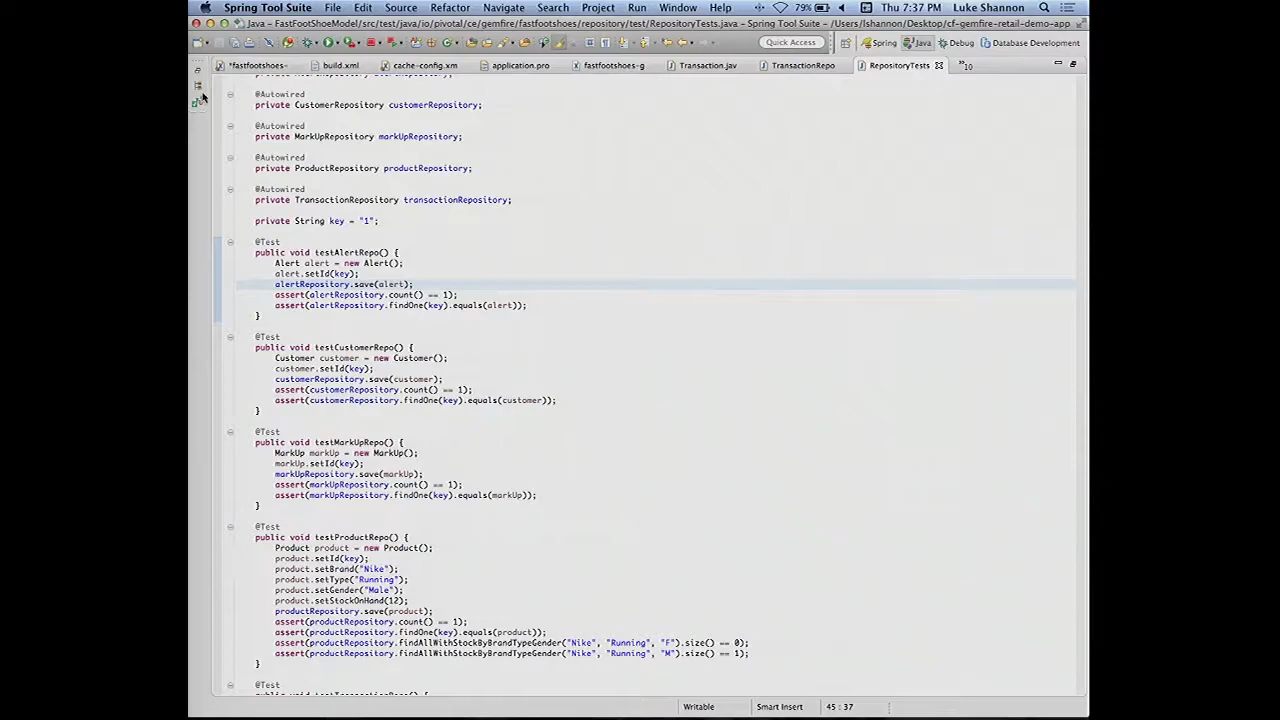 Spring Tool Suite File Edit Source Refactor Navigate Search Project Run Window Help 79% Thu 7:37 PM Luke Shannon
Java – FastFootShoeModel/src/test/java/io/pivotal/ce/gemfire/fastfootshoes/repository/test/RepositoryTests.java – Spring Tool Suite – /Users/lshannon/Desktop/cf-gemfire-retail-demo-app
Quick Access Spring Java Debug Database Development
*fastfootshoes- build.xml cache-config.xm application.pro fastfootshoes-g Transaction.jav TransactionRepo RepositoryTests »10
@Autowired
private CustomerRepository customerRepository;
@Autowired
private MarkUpRepository markUpRepository;
@Autowired
private ProductRepository productRepository;
@Autowired
private TransactionRepository transactionRepository;
private String key = "1";
@Test
public void testAlertRepo() {
Alert alert = new Alert();
alert.setId(key);
alertRepository.save(alert);
assert(alertRepository.count() == 1);
assert(alertRepository.findOne(key).equals(alert));
}
@Test
public void testCustomerRepo() {
Customer customer = new Customer();
customer.setId(key);
customerRepository.save(customer);
assert(customerRepository.count() == 1);
assert(customerRepository.findOne(key).equals(customer));
}
@Test
public void testMarkUpRepo() {
MarkUp markUp = new MarkUp();
markUp.setId(key);
markUpRepository.save(markUp);
assert(markUpRepository.count() == 1);
assert(markUpRepository.findOne(key).equals(markUp));
}
@Test
public void testProductRepo() {
Product product = new Product();
product.setId(key);
product.setBrand("Nike");
product.setType("Running");
product.setGender("Male");
product.setStockOnHand(12);
productRepository.save(product);
assert(productRepository.count() == 1);
assert(productRepository.findOne(key).equals(product));
assert(productRepository.findAllWithStockByBrandTypeGender("Nike", "Running", "F").size() == 0);
assert(productRepository.findAllWithStockByBrandTypeGender("Nike", "Running", "M").size() == 1);
}
@Test
Writable Smart Insert 45 : 37